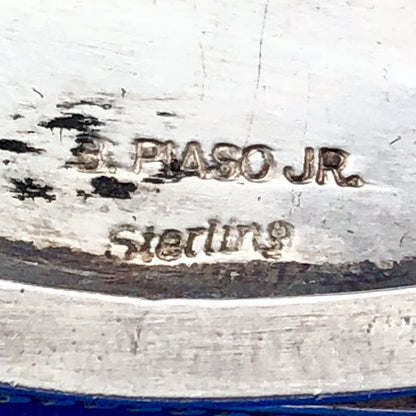 B. PIASO JR.
Sterling